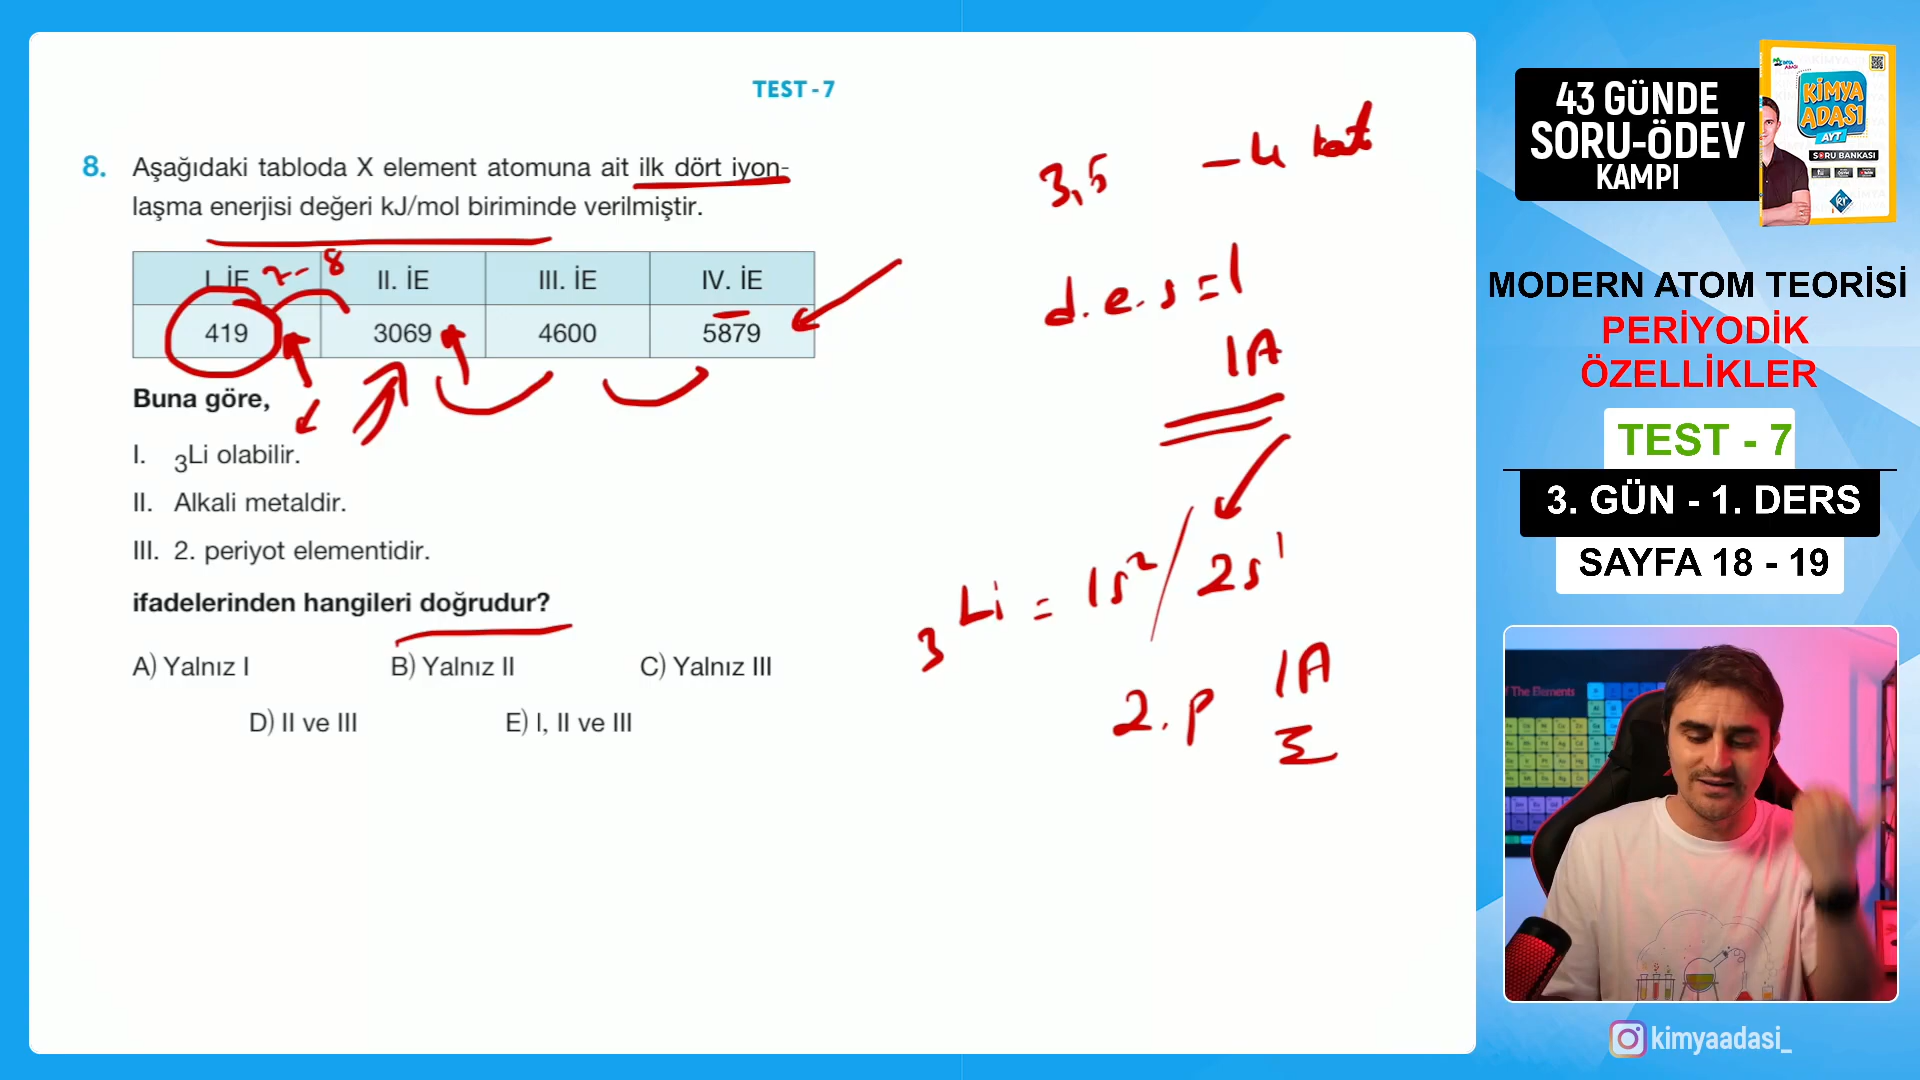 TEST - 7
8. Aşağıdaki tabloda X element atomuna ait ilk dört iyon-
laşma enerjisi değeri kJ/mol biriminde verilmiştir.
I. İE II. İE III. İE IV. İE
419 3069 4600 5879
7-8
Buna göre,
I. 3Li olabilir.
II. Alkali metaldir.
III. 2. periyot elementidir.
ifadelerinden hangileri doğrudur?
A) Yalnız I B) Yalnız II C) Yalnız III
D) II ve III E) I, II ve III
3,5 - 4 kat
d.e.s = 1
1A
3Li = 1s2 / 2s1
2.p 1A
43 GÜNDE
SORU-ÖDEV
KAMPI
KİMYA
ADASI
AYT
SORU BANKASI
MODERN ATOM TEORİSİ
PERİYODİK
ÖZELLİKLER
TEST - 7
3. GÜN - 1. DERS
SAYFA 18 - 19
The Elements
kimyaadasi_